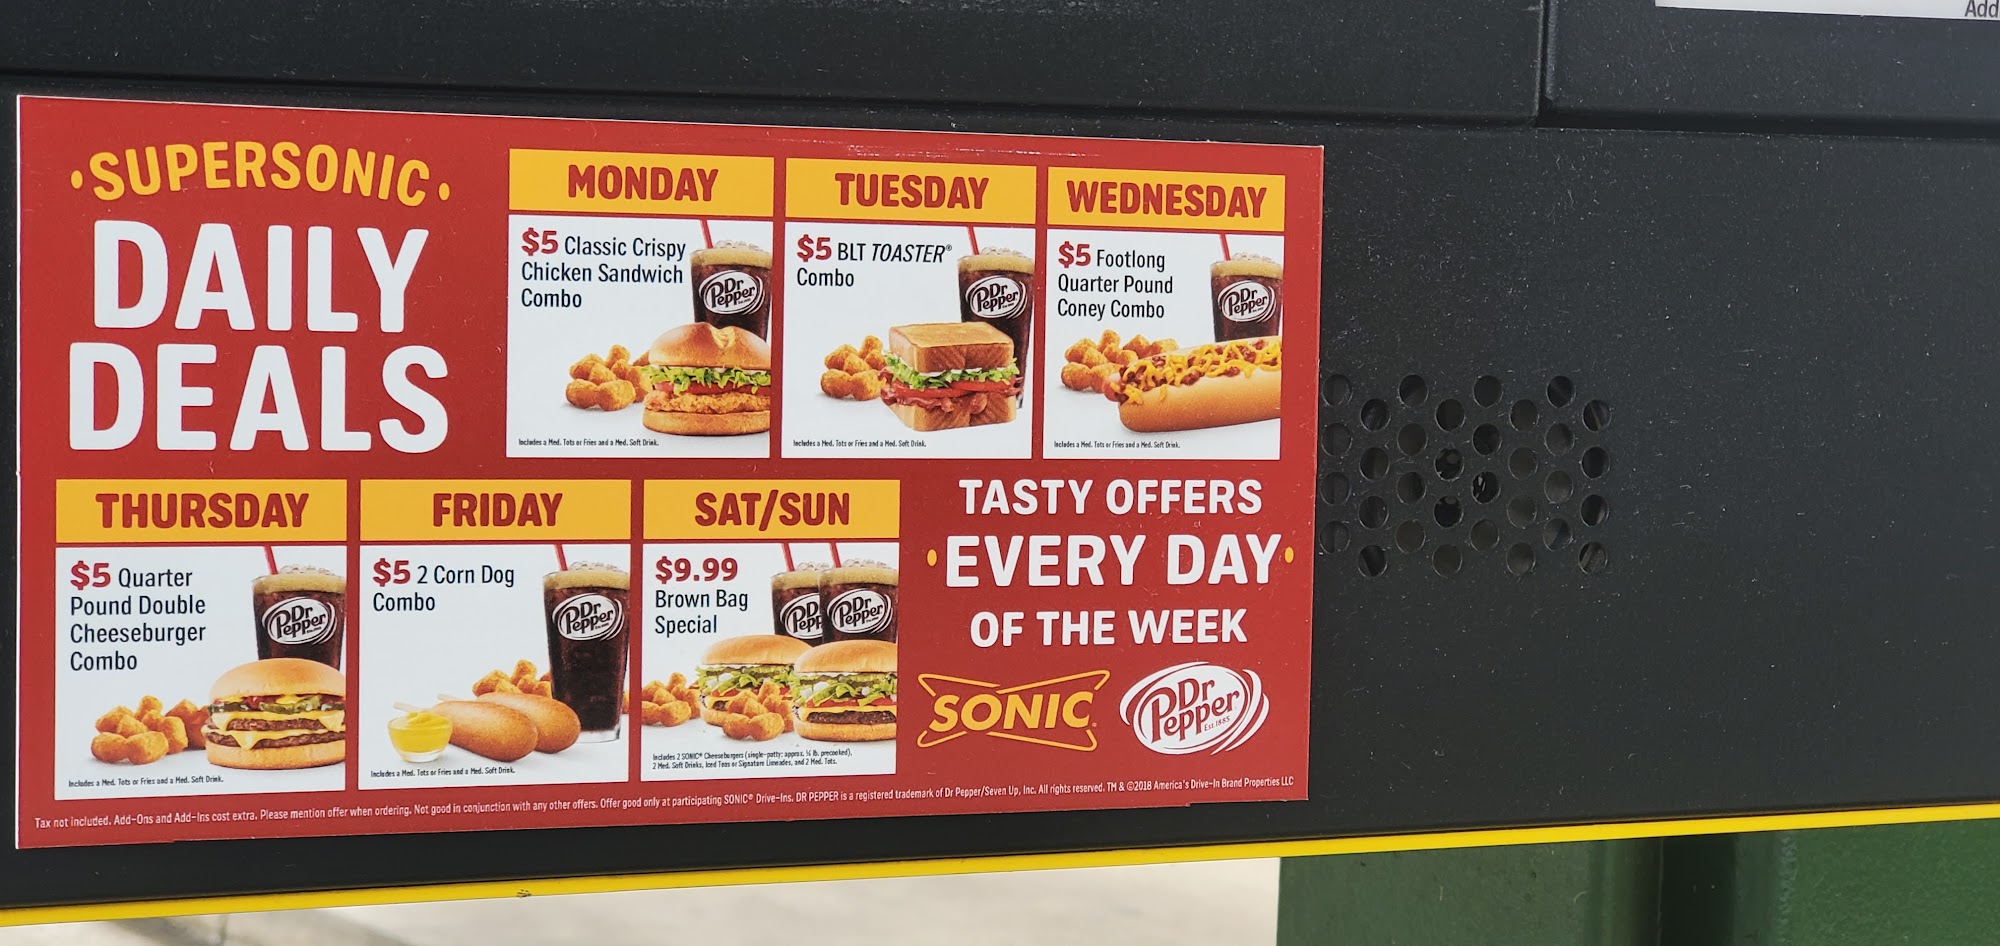 Add
•SUPERSONIC•
DAILY
DEALS
MONDAY
$5 Classic Crispy
Chicken Sandwich
Combo
Dr
Pepper
Includes a Med. Tots or Fries and a Med. Soft Drink.
TUESDAY
$5 BLT TOASTER®
Combo
Dr
Pepper
Includes a Med. Tots or Fries and a Med. Soft Drink.
WEDNESDAY
$5 Footlong
Quarter Pound
Coney Combo
Dr
Pepper
Includes a Med. Tots or Fries and a Med. Soft Drink.
THURSDAY
$5 Quarter
Pound Double
Cheeseburger
Combo
Dr
Pepper
Includes a Med. Tots or Fries and a Med. Soft Drink.
FRIDAY
$5 2 Corn Dog
Combo
Dr
Pepper
Includes a Med. Tots or Fries and a Med. Soft Drink.
SAT/SUN
$9.99
Brown Bag
Special
Dr
Pepper
Includes 2 SONIC® Cheeseburgers (single-patty: approx. ¼ lb. precooked),
2 Med. Soft Drinks, Iced Teas or Signature Limeades, and 2 Med. Tots.
TASTY OFFERS
•EVERY DAY•
OF THE WEEK
SONIC
Dr
Pepper
Est. 1885
Tax not included. Add-Ons and Add-Ins cost extra. Please mention offer when ordering. Not good in conjunction with any other offers. Offer good only at participating SONIC® Drive-Ins. DR PEPPER is a registered trademark of Dr Pepper/Seven Up, Inc. All rights reserved. TM & ©2018 America's Drive-In Brand Properties LLC